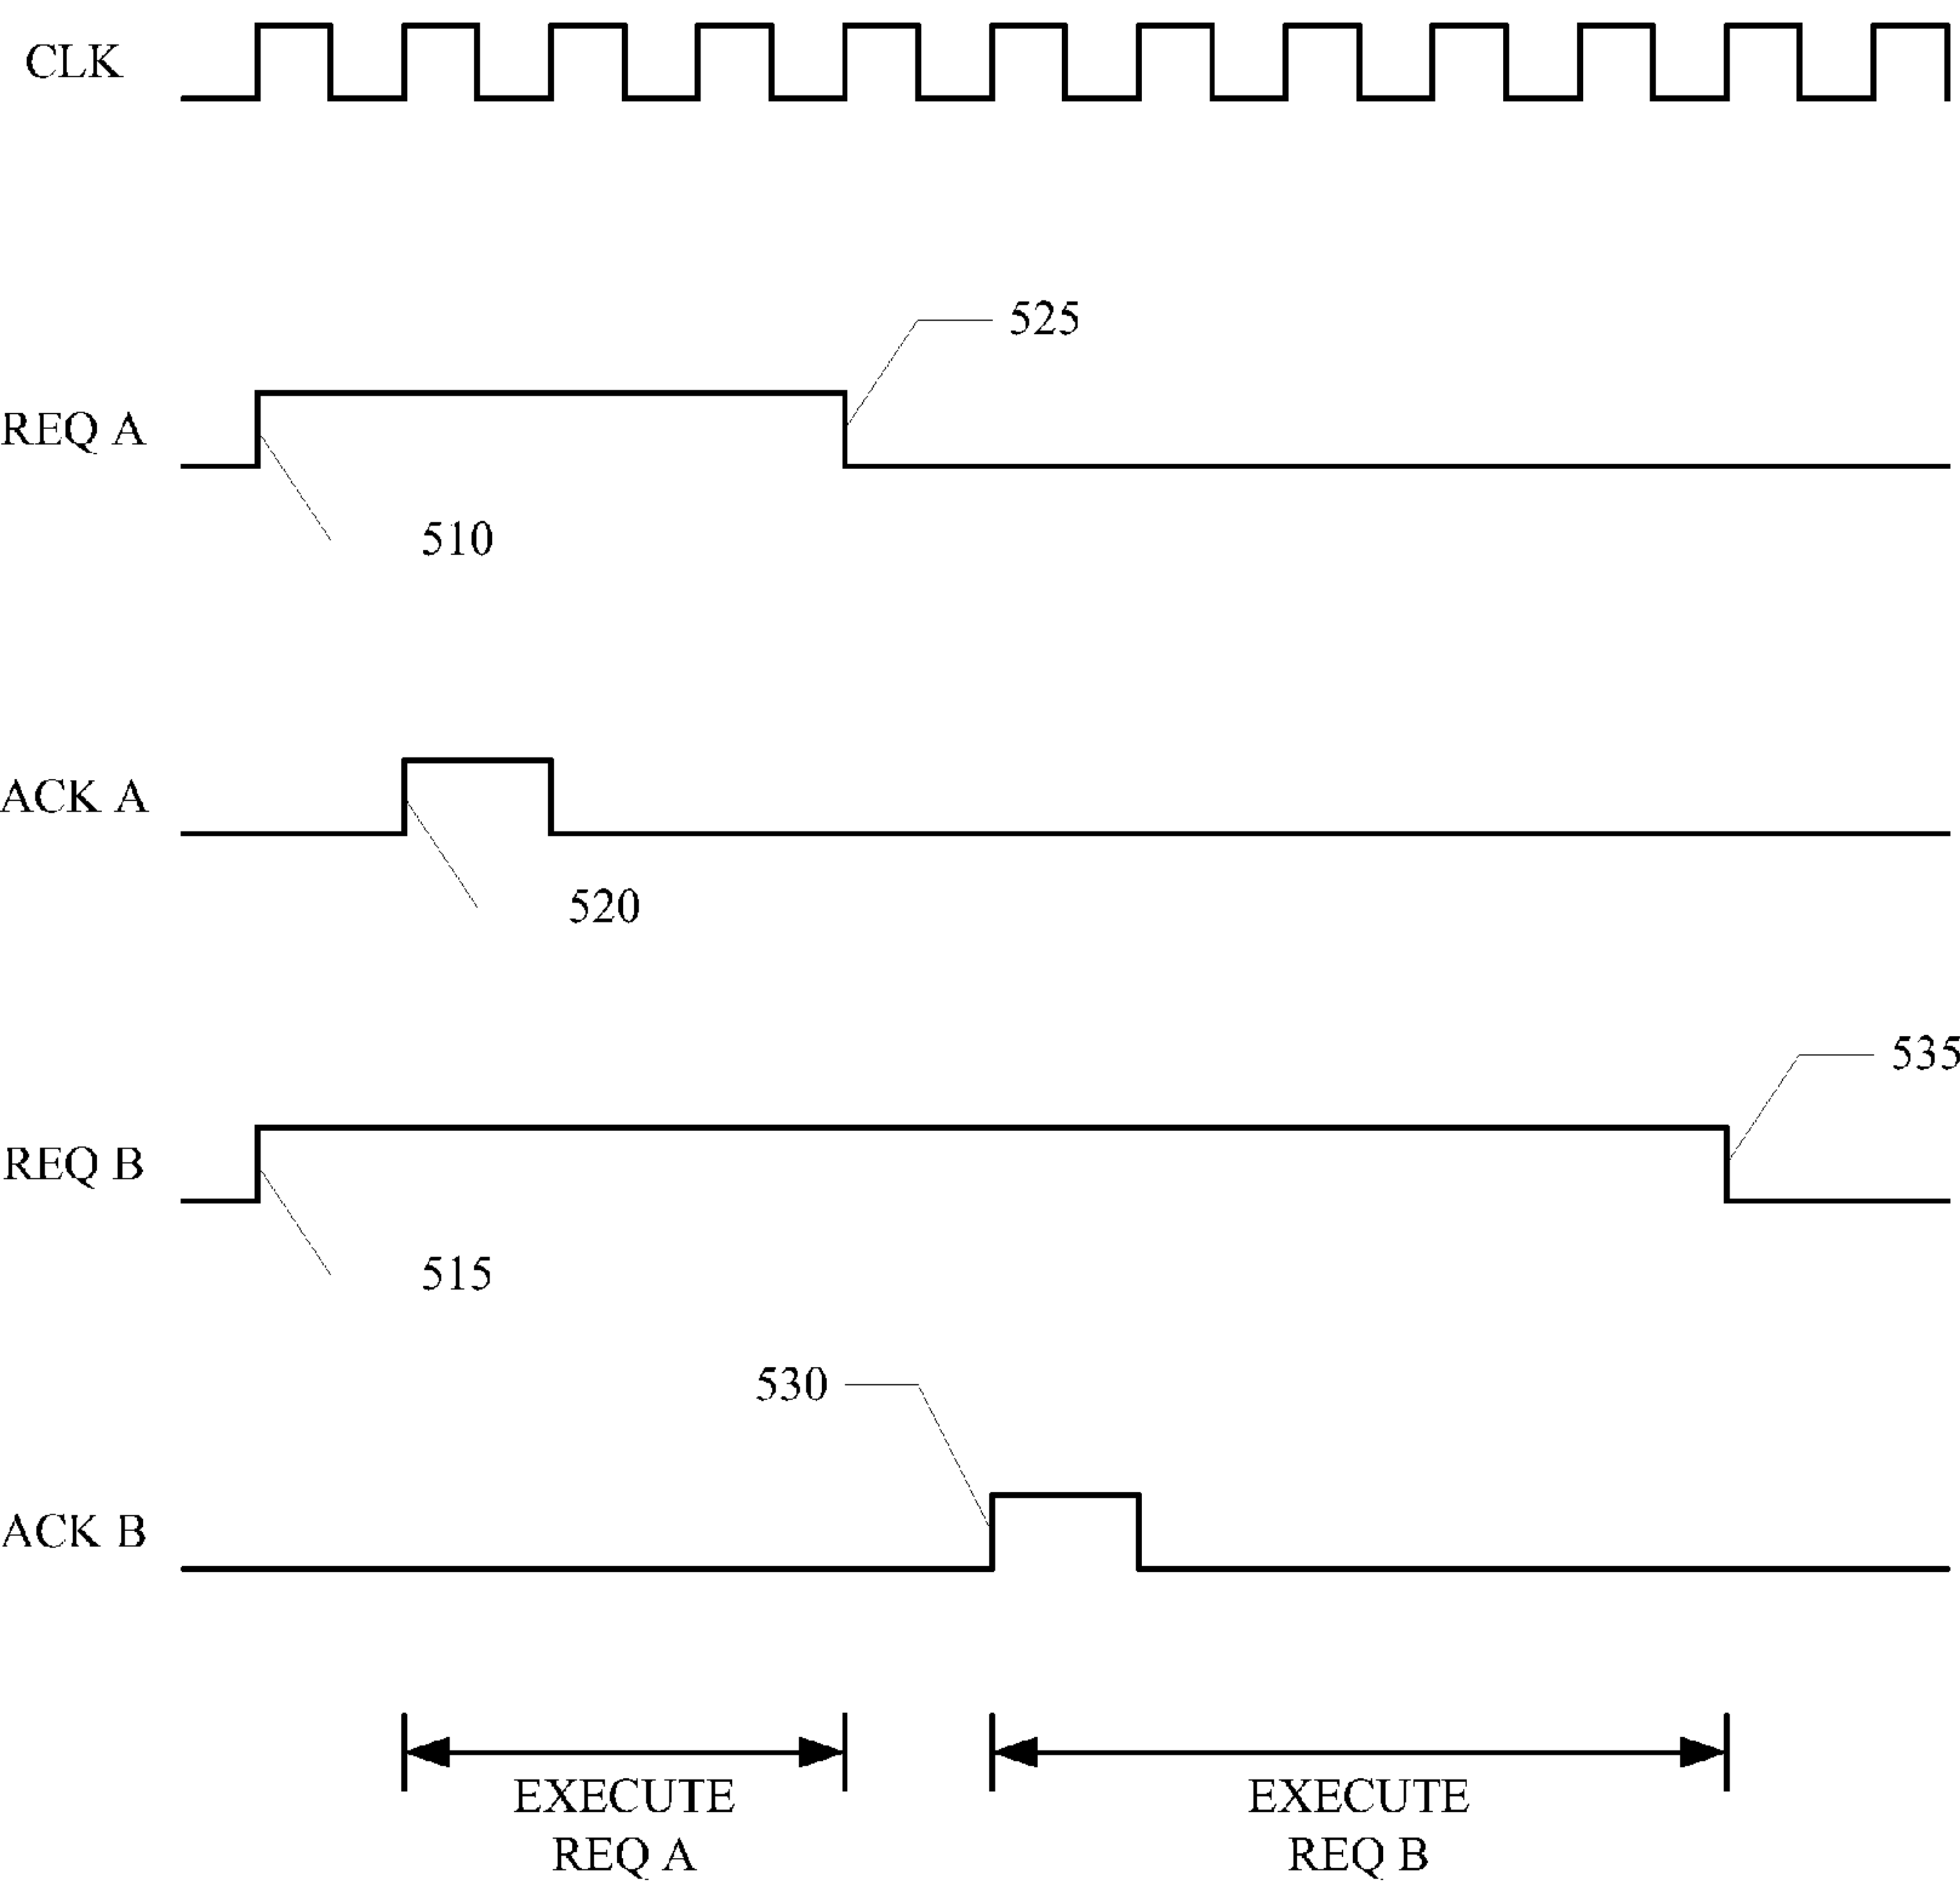 CLK
525
REQ A
510
ACK A
520
535
REQ B
515
530
ACK B
EXECUTE
REQ A
EXECUTE
REQ B